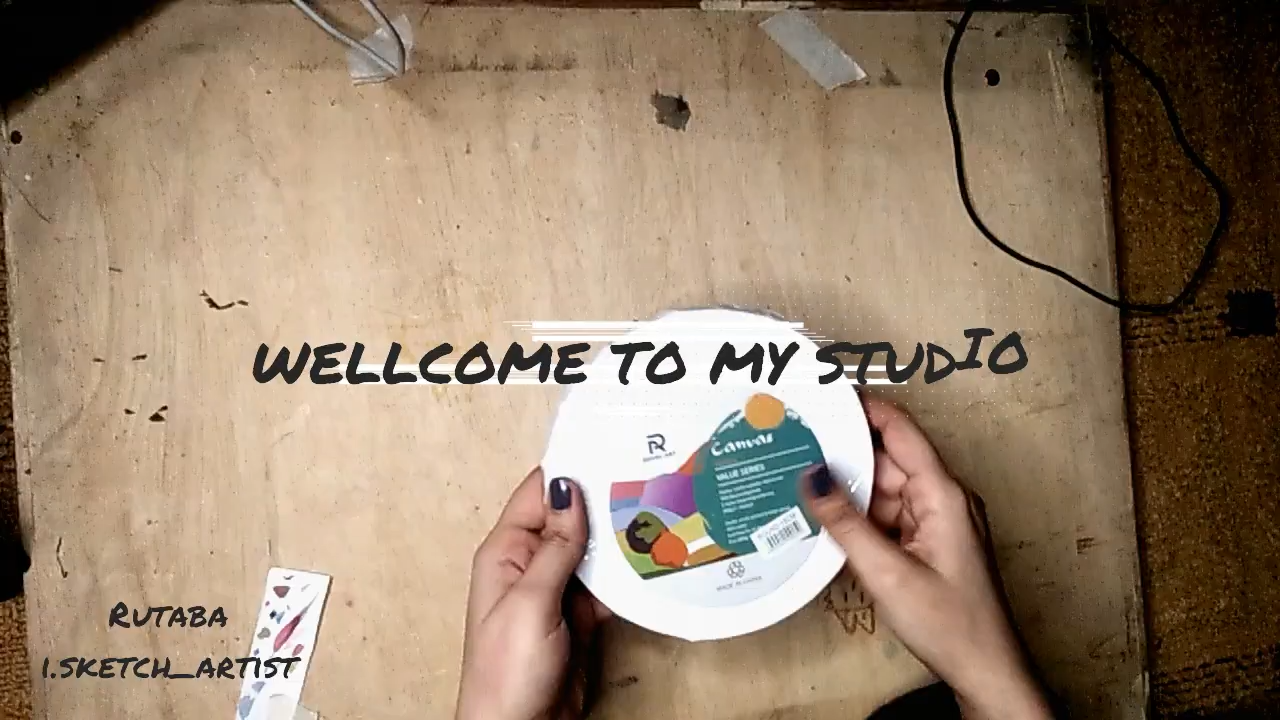 WELLCOME TO MY STUDIO
Canvas
VALUE SERIES
RUTABA
I.SKETCH_ARTIST